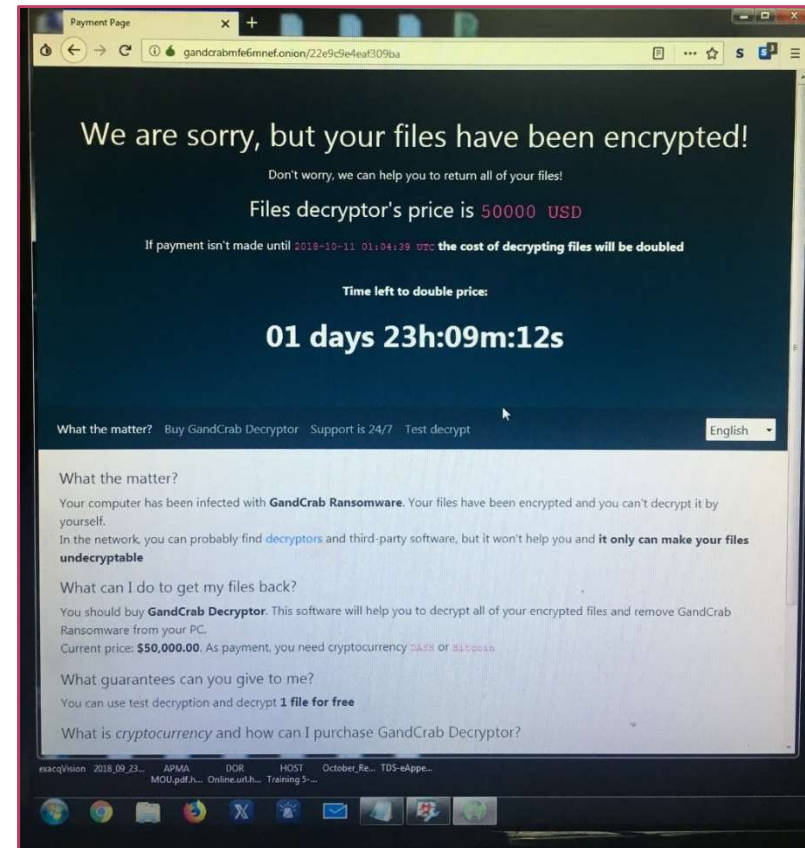 Payment Page
gandcrabmfe6mnef.onion/22e9c9e4eaf309ba
We are sorry, but your files have been encrypted!
Don't worry, we can help you to return all of your files!
Files decryptor's price is 50000 USD
If payment isn't made until 2018-10-11 01:04:39 UTC the cost of decrypting files will be doubled
Time left to double price:
01 days 23h:09m:12s
What the matter? Buy GandCrab Decryptor Support is 24/7 Test decrypt English
What the matter?
Your computer has been infected with GandCrab Ransomware. Your files have been encrypted and you can't decrypt it by
yourself.
In the network, you can probably find decryptors and third-party software, but it won't help you and it only can make your files
undecryptable
What can I do to get my files back?
You should buy GandCrab Decryptor. This software will help you to decrypt all of your encrypted files and remove GandCrab
Ransomware from your PC.
Current price: $50,000.00. As payment, you need cryptocurrency DASH or Bitcoin
What guarantees can you give to me?
You can use test decryption and decrypt 1 file for free
What is cryptocurrency and how can I purchase GandCrab Decryptor?
exacqVision 2018_09_23... APMA DOR HOST October_Re... TDS-eAppe...
MOU.pdf.h... Online.url.h... Training 5-...